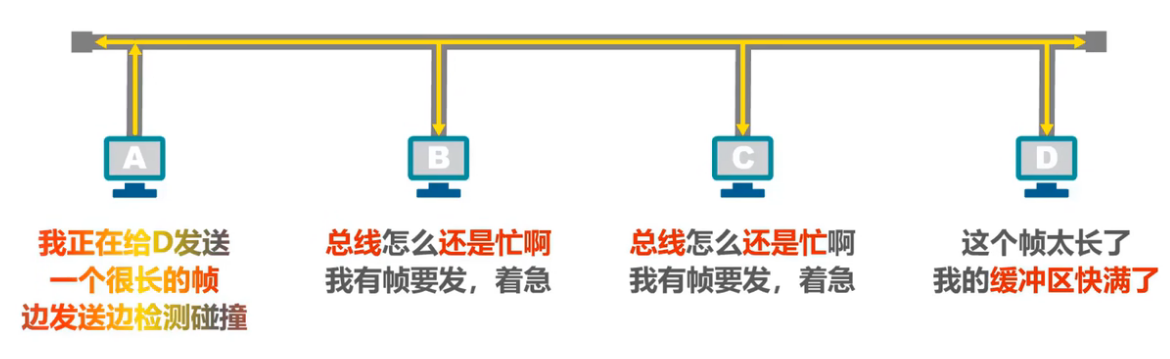 A
B
C
D
我正在给D发送
一个很长的帧
边发送边检测碰撞
总线怎么还是忙啊
我有帧要发，着急
总线怎么还是忙啊
我有帧要发，着急
这个帧太长了
我的缓冲区快满了